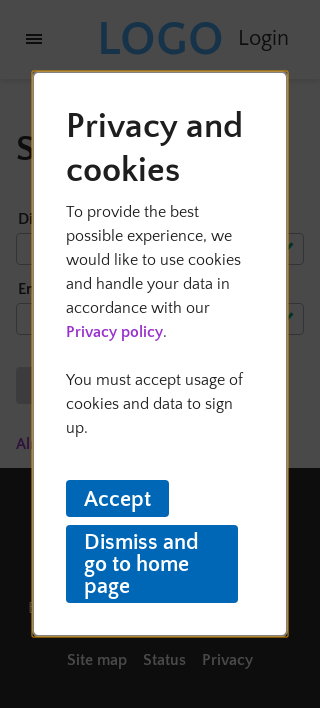 LOGO
Login
Privacy and
cookies
To provide the best
possible experience, we
would like to use cookies
and handle your data in
accordance with our
Privacy policy.
You must accept usage of
cookies and data to sign
up.
Accept
Dismiss and
go to home
page
Site map
Status
Privacy